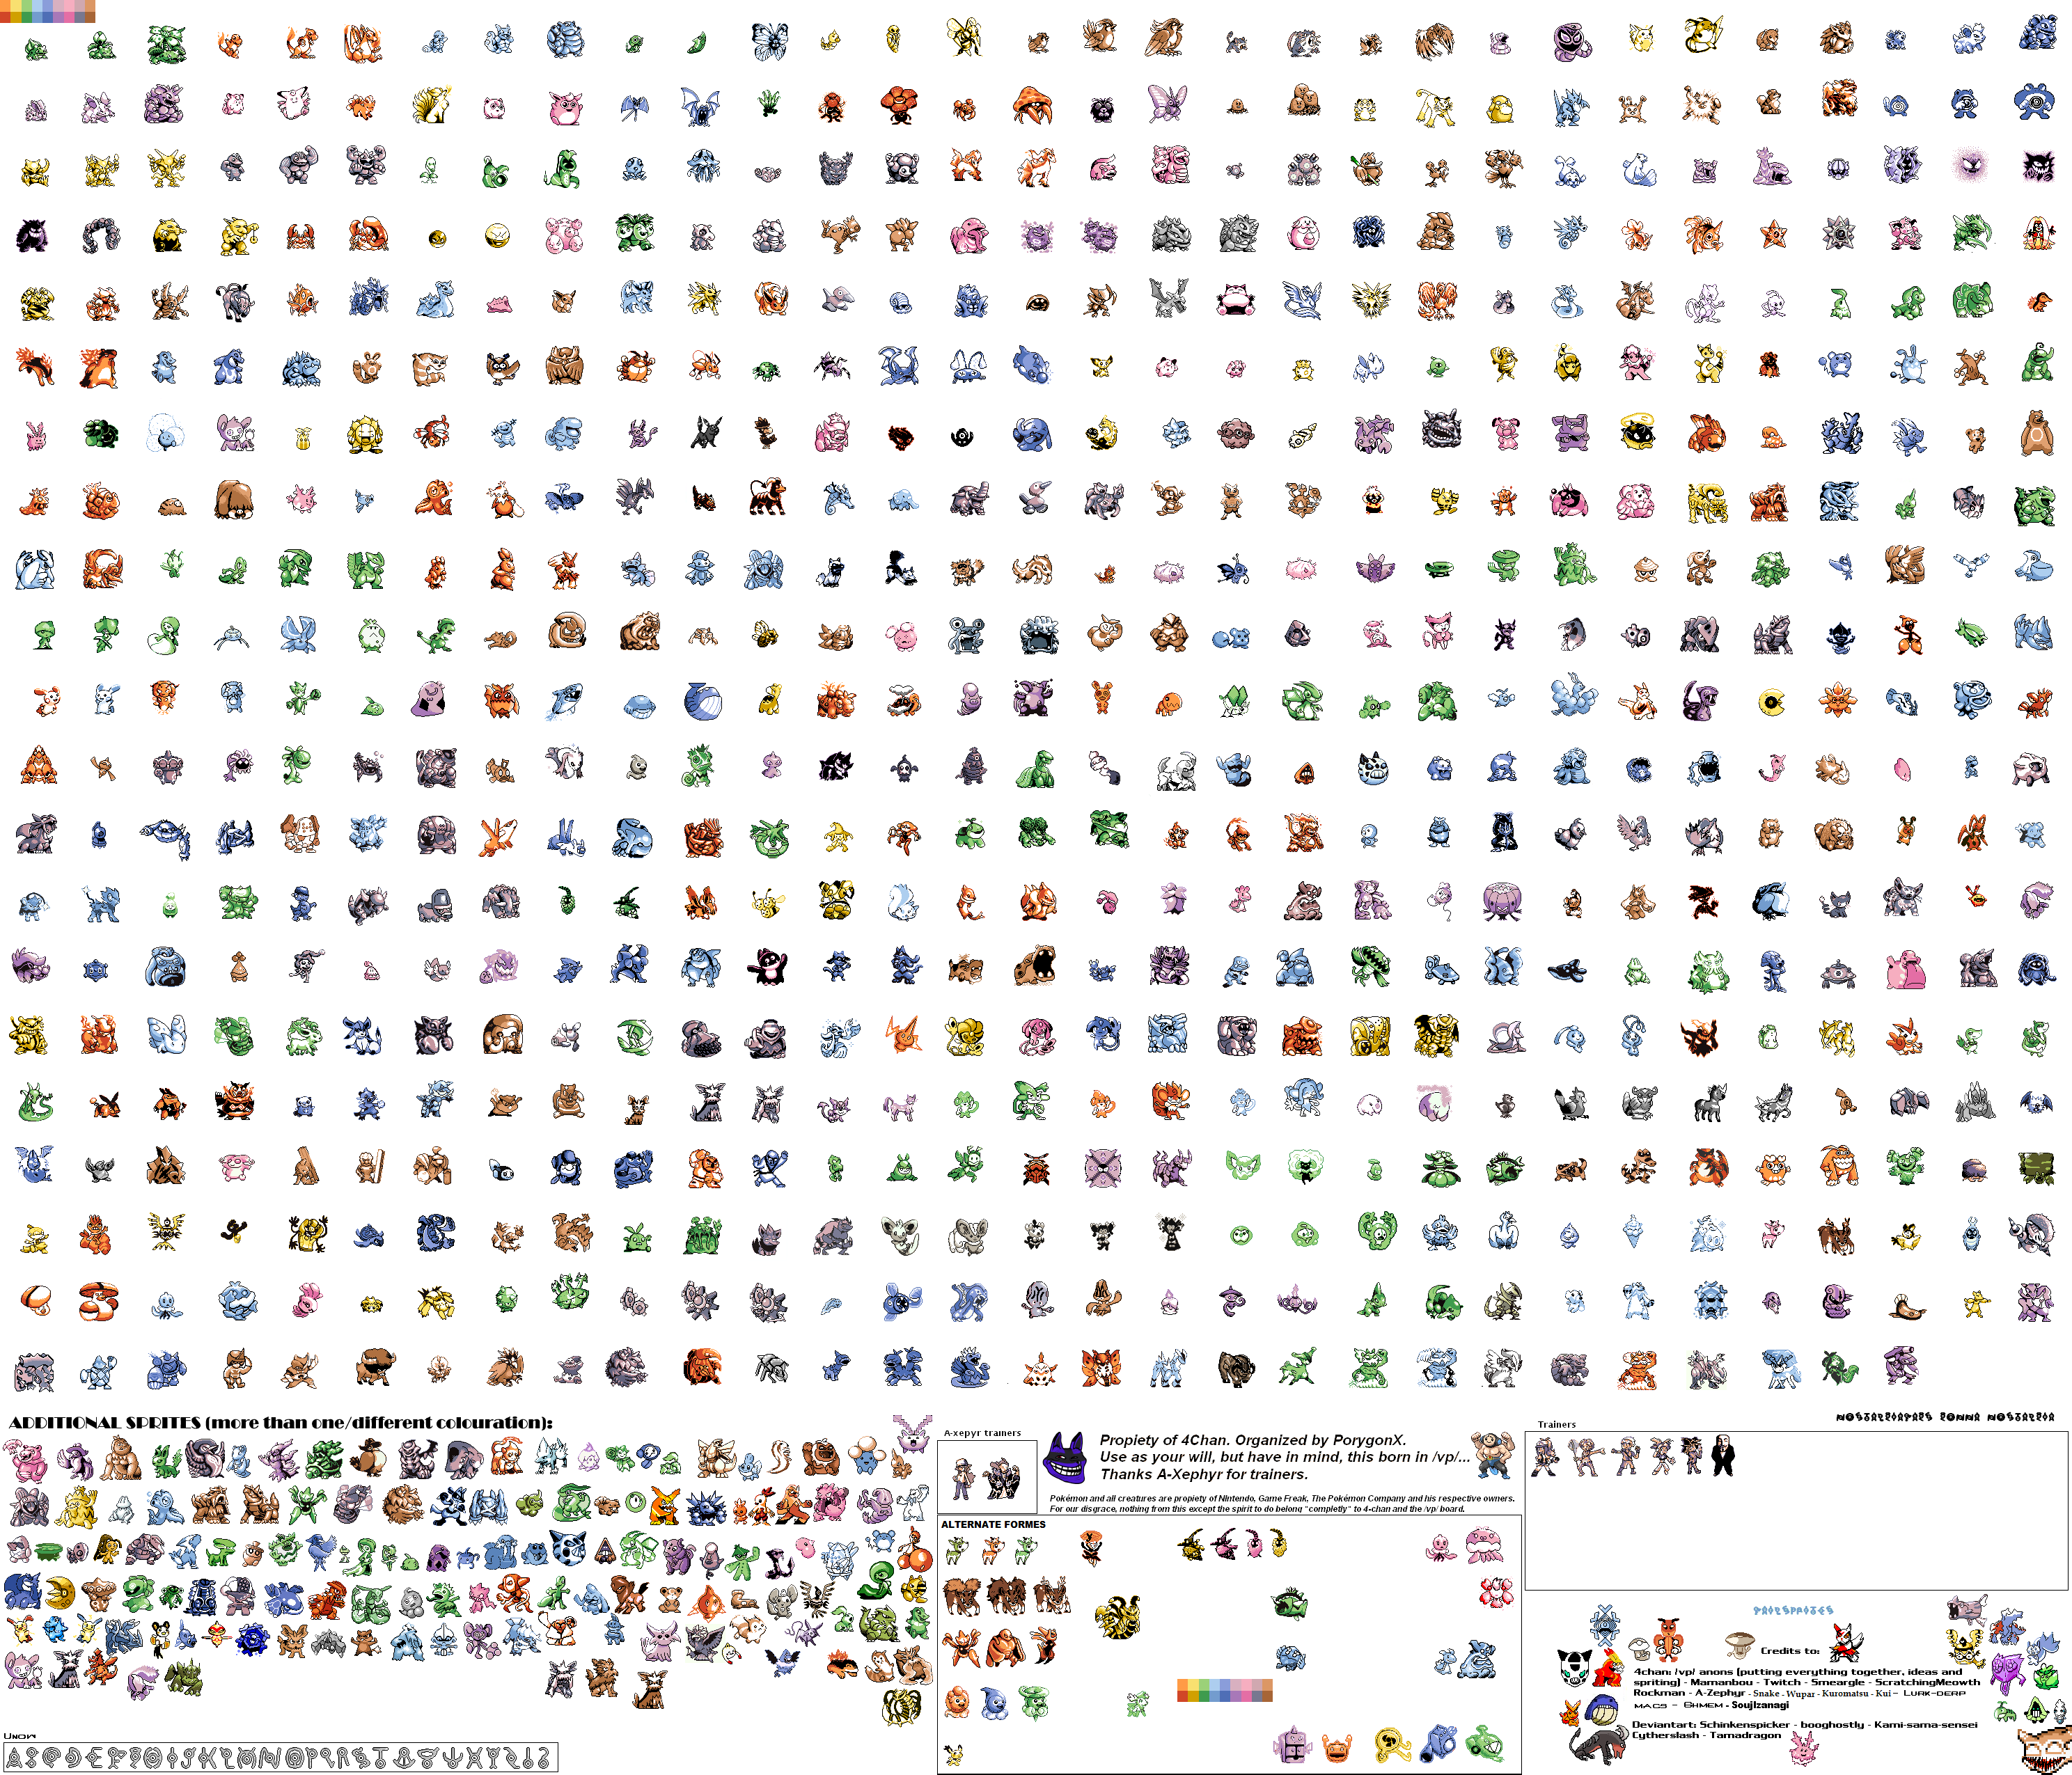 ADDITIONAL SPRITES (more than one/different colouration):
A-xepyr trainers
Propiety of 4Chan. Organized by PorygonX.
Use as your will, but have in mind, this born in /vp/...
Thanks A-Xephyr for trainers.
Pokémon and all creatures are propiety of Nintendo, Game Freak, The Pokémon Company and his respective owners.
For our disgrace, nothing from this except the spirit to do belong "completly" to 4-chan and the /vp/ board.
Trainers
ALTERNATE FORMES
Credits to:
4chan: /vp/ anons (putting everything together, ideas and
spriting) - Mamanbou - Twitch - Smeargle - ScratchingMeowth
Rockman - A-Zephyr - Snake - Wupar - Kuromatsu - Kui - Lurk-derp
MACS - GHMEM - SoujIzanagi
Deviantart: Schinkenspicker - booghostly - Kami-sama-sensei
Cytherslash - Tamadragon
Unown